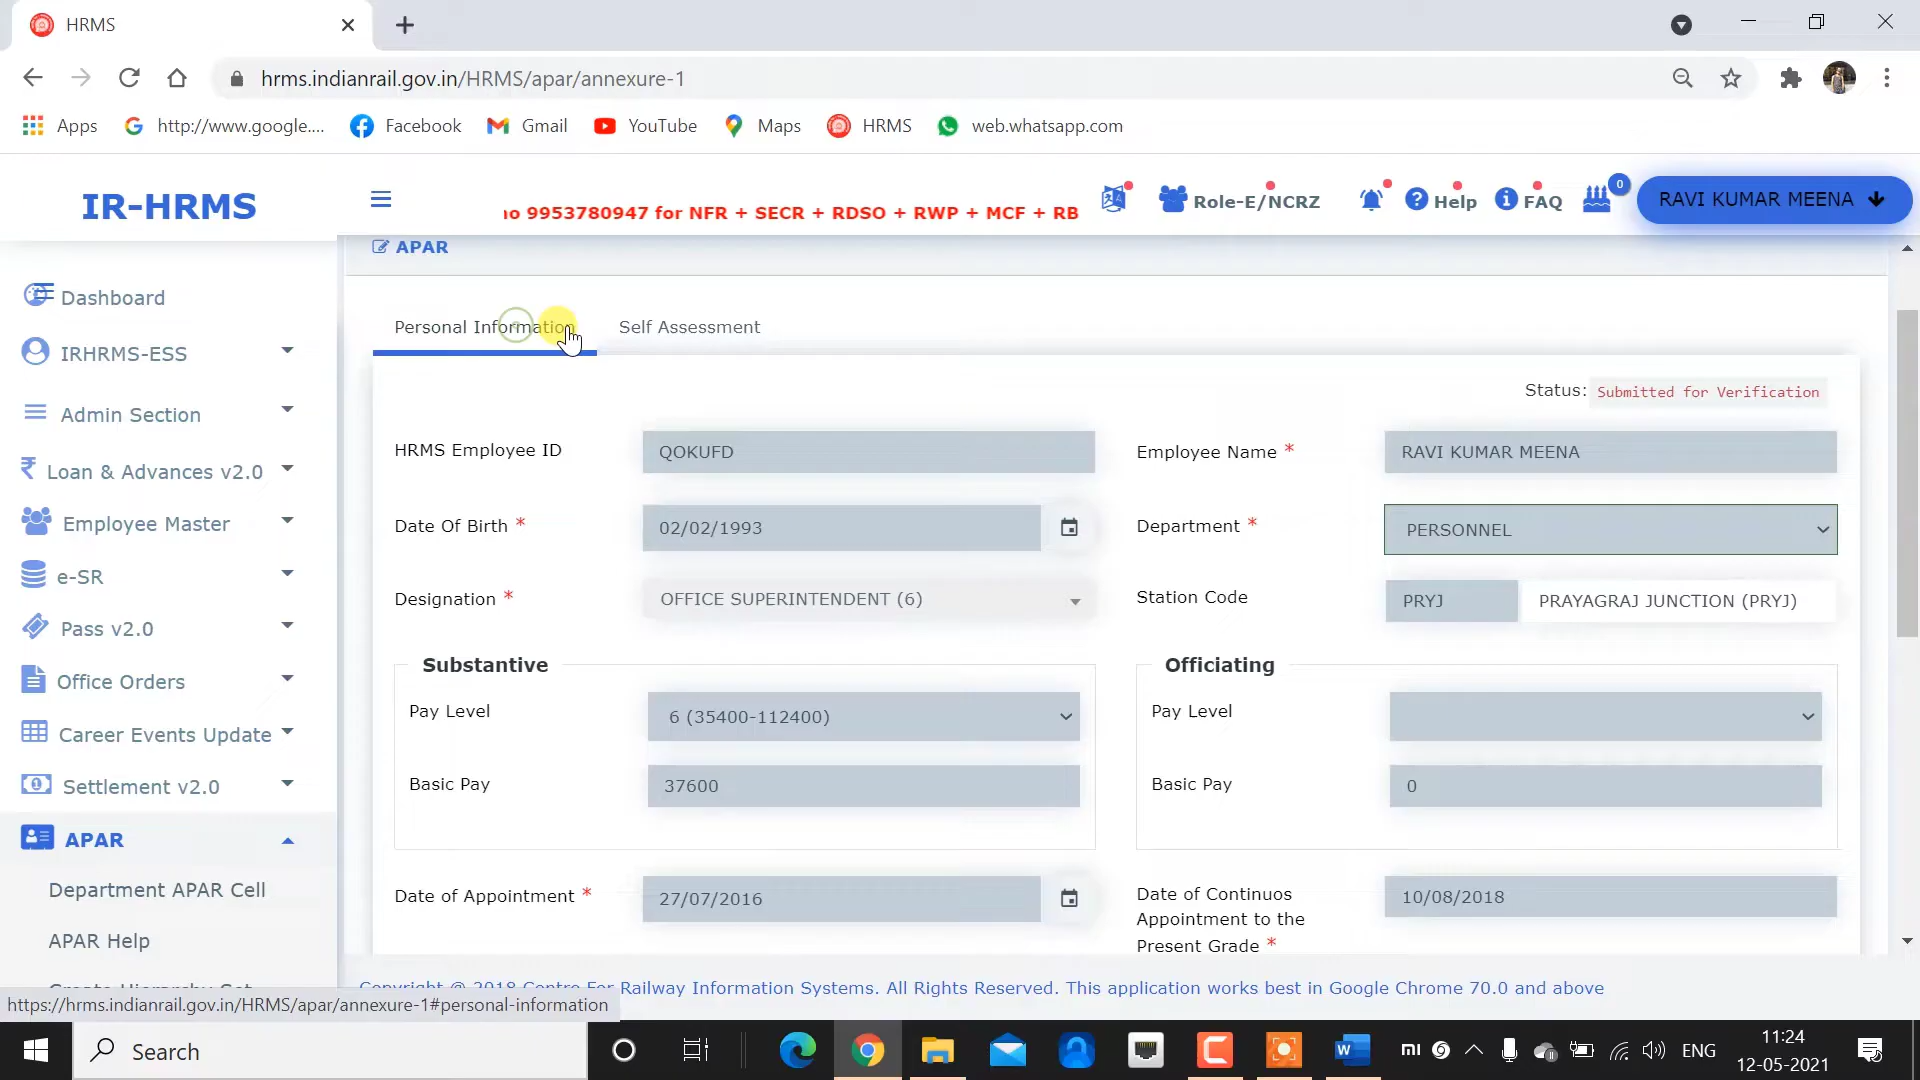 HRMS
hrms.indianrail.gov.in/HRMS/apar/annexure-1
Apps
http://www.google....
Facebook
Gmail
YouTube
Maps
HRMS
web.whatsapp.com
IR-HRMS
9953780947 for NFR + SECR + RDSO + RWP + MCF + RB
Role-E/NCRZ
Help
FAQ
0
RAVI KUMAR MEENA
Dashboard
IRHRMS-ESS
Admin Section
Loan & Advances v2.0
Employee Master
e-SR
Pass v2.0
Office Orders
Career Events Update
Settlement v2.0
APAR
Department APAR Cell
APAR Help
APAR
Personal Information
Self Assessment
Status: Submitted for Verification
HRMS Employee ID
QOKUFD
Employee Name *
RAVI KUMAR MEENA
Date Of Birth *
02/02/1993
Department *
PERSONNEL
Designation *
OFFICE SUPERINTENDENT (6)
Station Code
PRYJ
PRAYAGRAJ JUNCTION (PRYJ)
Substantive
Pay Level
6 (35400-112400)
Basic Pay
37600
Officiating
Pay Level
Basic Pay
0
Date of Appointment *
27/07/2016
Date of Continuos
Appointment to the
Present Grade *
10/08/2018
Copyright @ 2018 Centre For Railway Information Systems. All Rights Reserved. This application works best in Google Chrome 70.0 and above
https://hrms.indianrail.gov.in/HRMS/apar/annexure-1#personal-information
Search
ENG
11:24
12-05-2021